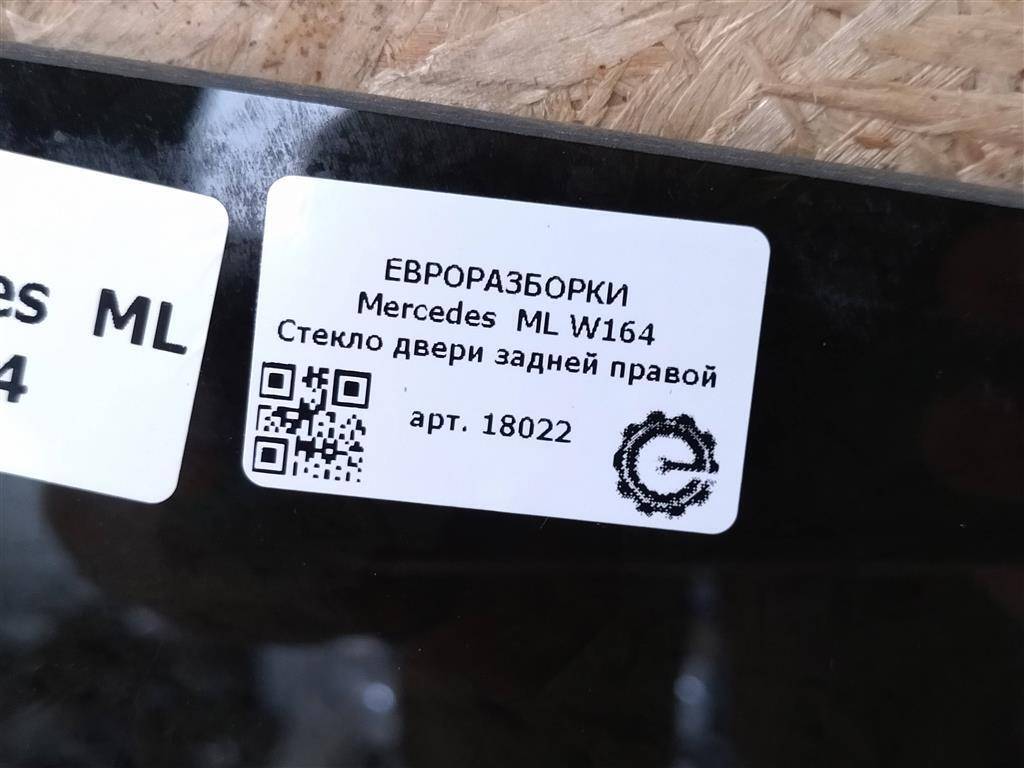 es ML
4
ЕВРОРАЗБОРКИ
Mercedes ML W164
Стекло двери задней правой
арт. 18022